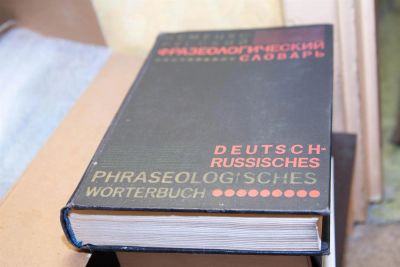 ФРАЗЕОЛОГИЧЕСКИЙ
СЛОВАРЬ
DEUTSCH-
RUSSISCHES
PHRASEOLOGISCHES
WÖRTERBUCH